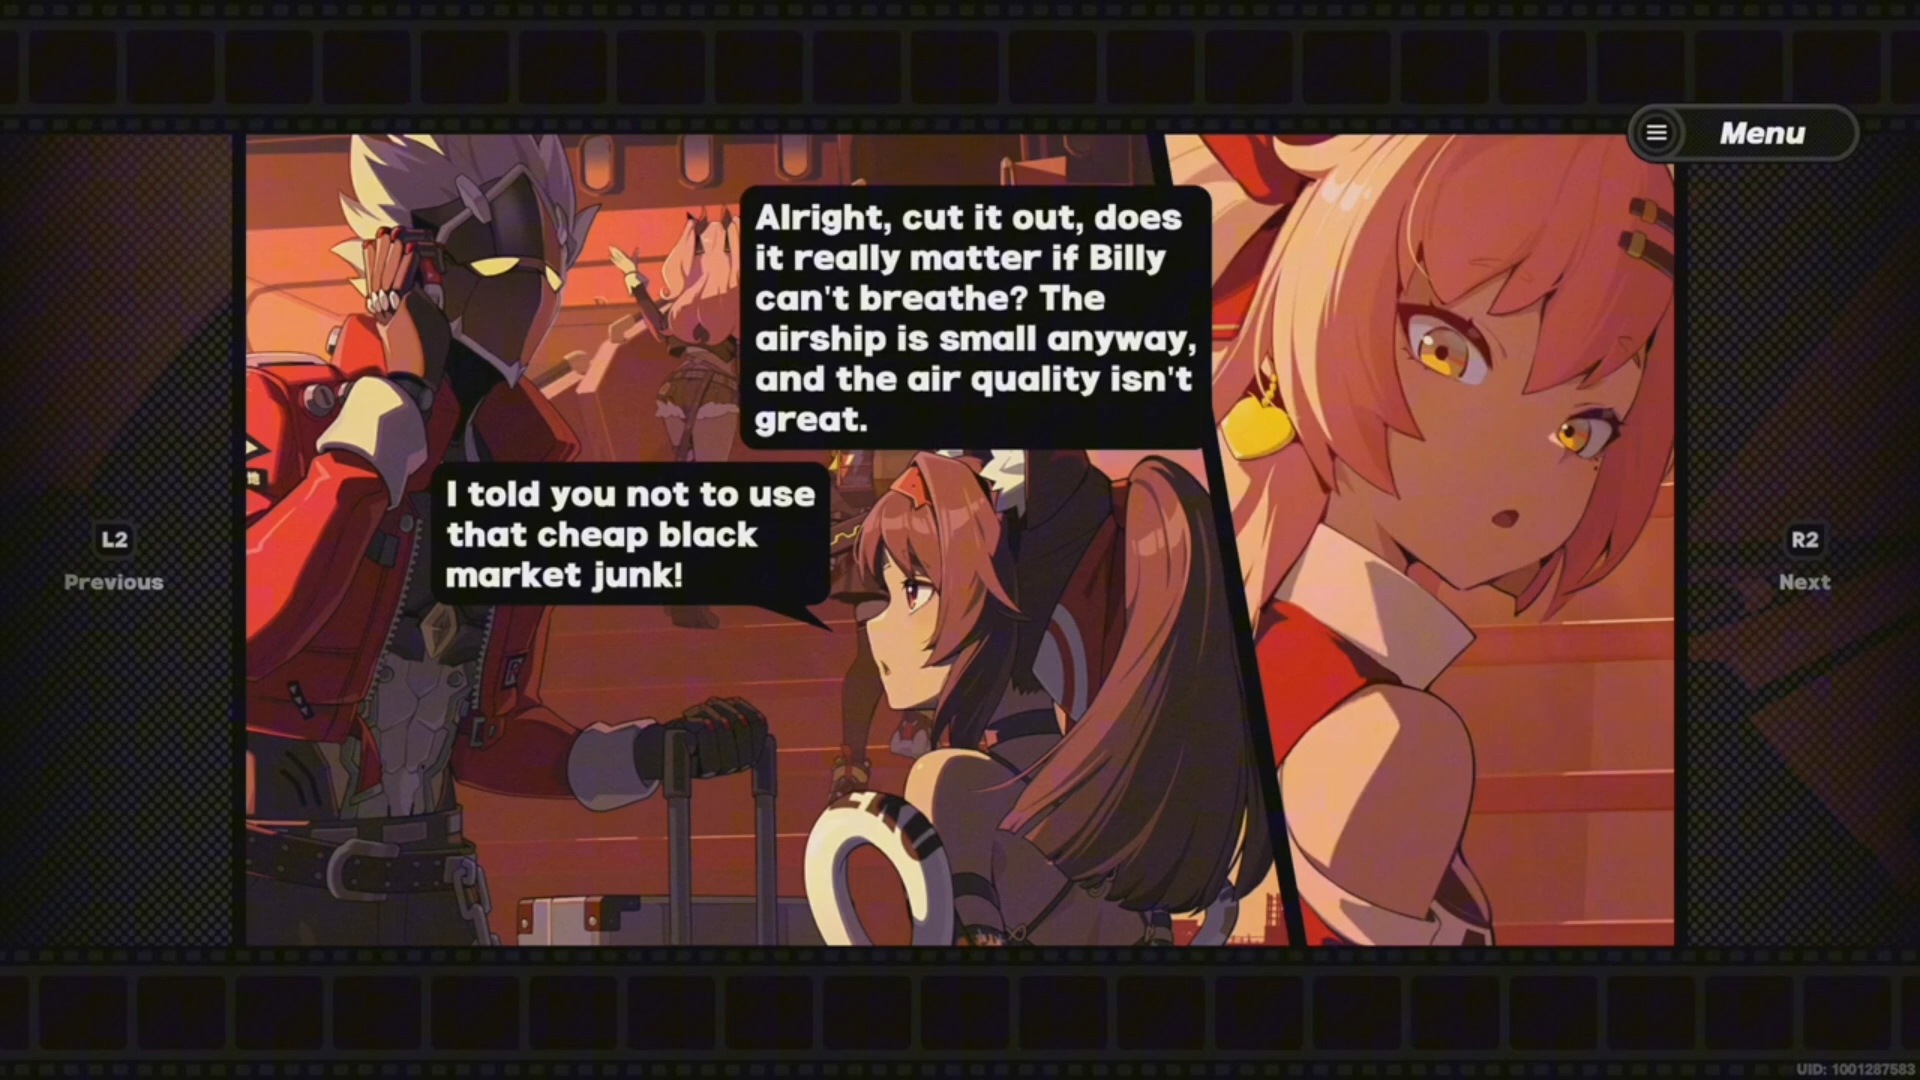 Menu
Alright, cut it out, does
it really matter if Billy
can't breathe? The
airship is small anyway,
and the air quality isn't
great.
I told you not to use
that cheap black
market junk!
L2
Previous
R2
Next
UID: 1001287583